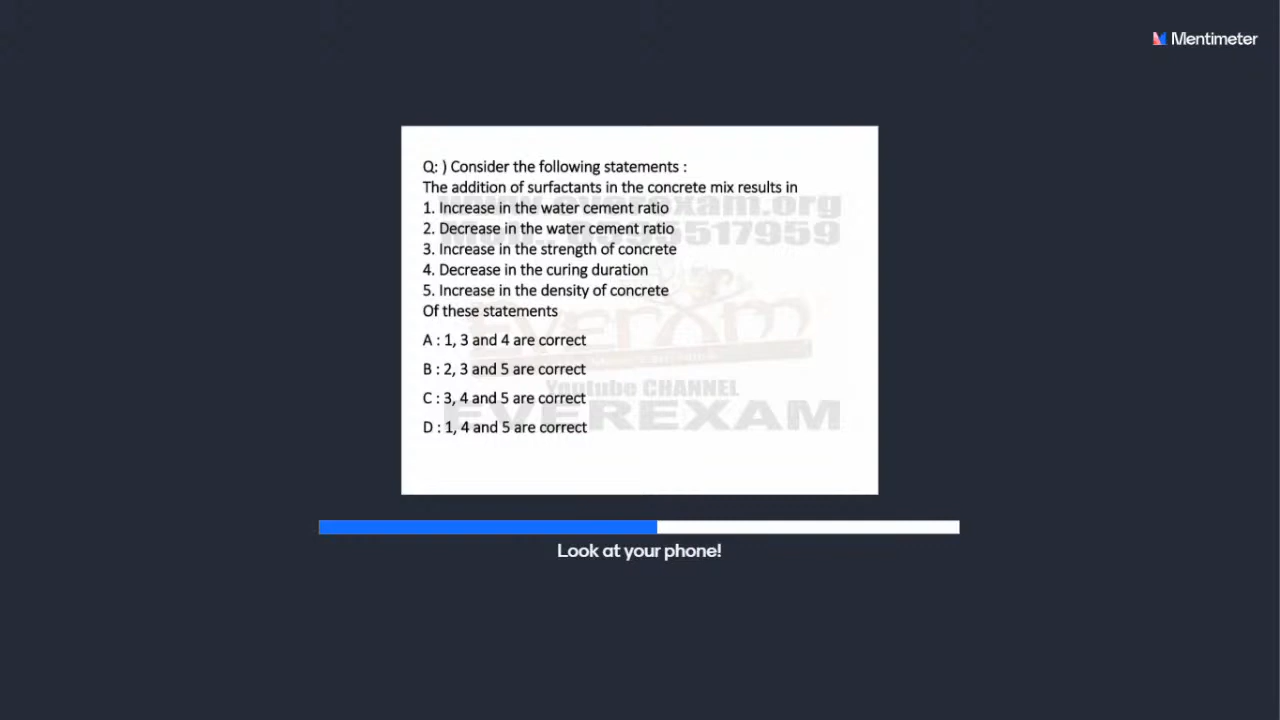 Mentimeter
Q: ) Consider the following statements :
The addition of surfactants in the concrete mix results in
www.everexam.org
1. Increase in the water cement ratio
2. Decrease in the water cement ratio
3. Increase in the strength of concrete
4. Decrease in the curing duration
5. Increase in the density of concrete
Of these statements
A : 1, 3 and 4 are correct
B : 2, 3 and 5 are correct
Youtube CHANNEL
C : 3, 4 and 5 are correct
EVEREXAM
D : 1, 4 and 5 are correct
Look at your phone!